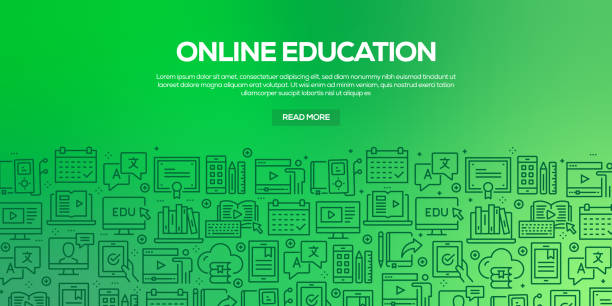 ONLINE EDUCATION
Lorem ipsum dolor sit amet, consectetuer adipiscing elit, sed diam nonummy nibh euismod tincidunt ut
laoreet dolore magna aliquam erat volutpat. Ut wisi enim ad minim veniam, quis nostrud exerci tation
ullamcorper suscipit lobortis nisl ut aliquip ex
READ MORE
A 文
A 文
A 文
EDU
EDU
A 文
A 文